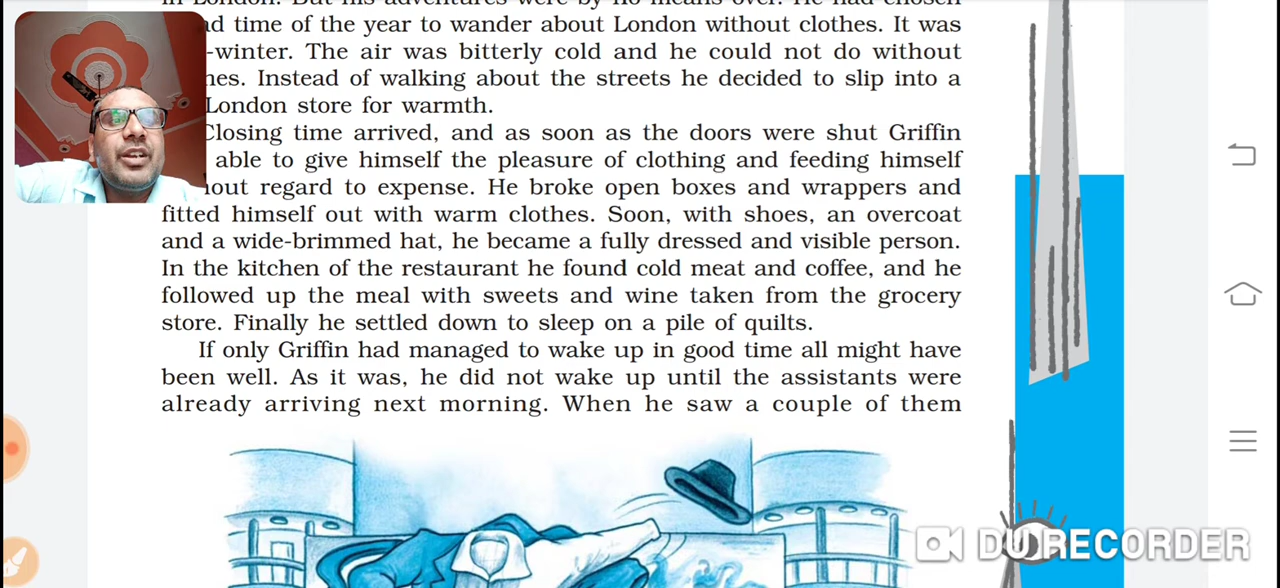 in London. But his adventures were by no means over. He had chosen
time of the year to wander about London without clothes. It was
-winter. The air was bitterly cold and he could not do without
Instead of walking about the streets he decided to slip into a
London store for warmth.
Closing time arrived, and as soon as the doors were shut Griffin
able to give himself the pleasure of clothing and feeding himself
regard to expense. He broke open boxes and wrappers and
fitted himself out with warm clothes. Soon, with shoes, an overcoat
and a wide-brimmed hat, he became a fully dressed and visible person.
In the kitchen of the restaurant he found cold meat and coffee, and he
followed up the meal with sweets and wine taken from the grocery
store. Finally he settled down to sleep on a pile of quilts.
If only Griffin had managed to wake up in good time all might have
been well. As it was, he did not wake up until the assistants were
already arriving next morning. When he saw a couple of them
DU RECORDER